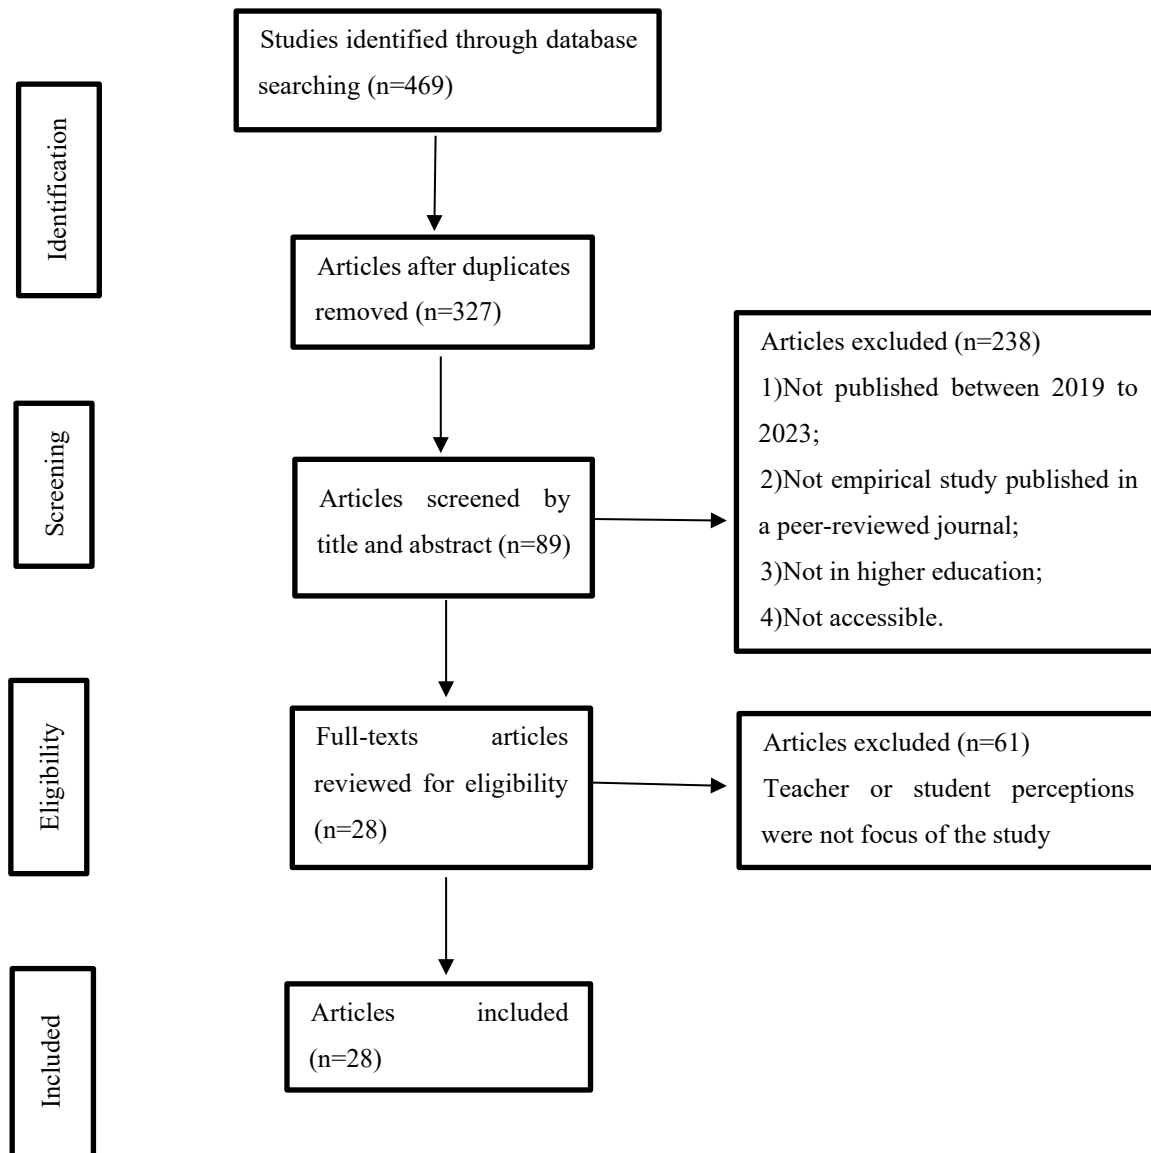 Studies identified through database
searching (n=469)
Identification
Articles after duplicates
removed (n=327)
Articles excluded (n=238)
1)Not published between 2019 to
2023;
2)Not empirical study published in
a peer-reviewed journal;
3)Not in higher education;
4)Not accessible.
Screening
Articles screened by
title and abstract (n=89)
Eligibility
Full-texts articles
reviewed for eligibility
(n=28)
Articles excluded (n=61)
Teacher or student perceptions
were not focus of the study
Included
Articles included
(n=28)